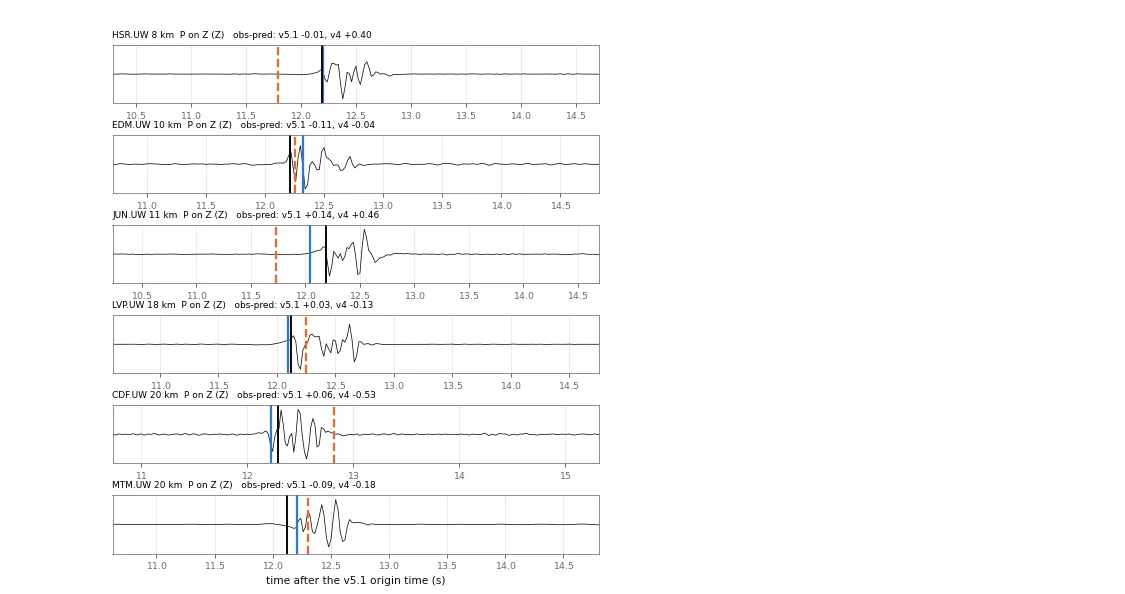 HSR.UW 8 km  P on Z (Z)   obs-pred: v5.1 -0.01, v4 +0.40
10.5 11.0 11.5 12.0 12.5 13.0 13.5 14.0 14.5
EDM.UW 10 km  P on Z (Z)   obs-pred: v5.1 -0.11, v4 -0.04
11.0 11.5 12.0 12.5 13.0 13.5 14.0 14.5
JUN.UW 11 km  P on Z (Z)   obs-pred: v5.1 +0.14, v4 +0.46
10.5 11.0 11.5 12.0 12.5 13.0 13.5 14.0 14.5
LVP.UW 18 km  P on Z (Z)   obs-pred: v5.1 +0.03, v4 -0.13
11.0 11.5 12.0 12.5 13.0 13.5 14.0 14.5
CDF.UW 20 km  P on Z (Z)   obs-pred: v5.1 +0.06, v4 -0.53
11 12 13 14 15
MTM.UW 20 km  P on Z (Z)   obs-pred: v5.1 -0.09, v4 -0.18
11.0 11.5 12.0 12.5 13.0 13.5 14.0 14.5
time after the v5.1 origin time (s)